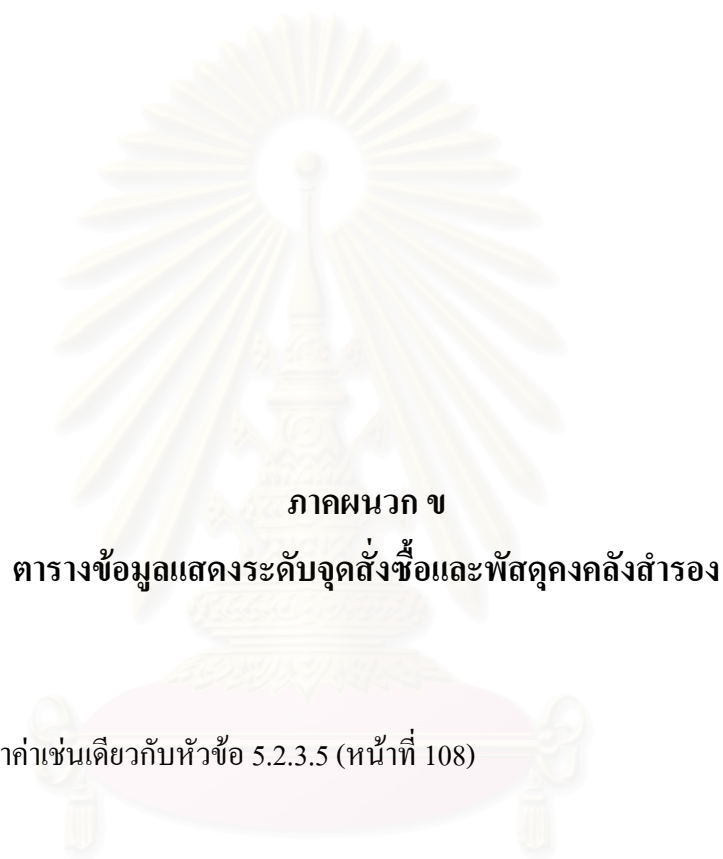 ภาคผนวก ข
ตารางข้อมูลแสดงระดับจุดสั่งซื้อและพัสดุคงคลังสำรอง
ค่าเช่นเดียวกับหัวข้อ 5.2.3.5 (หน้าที่ 108)